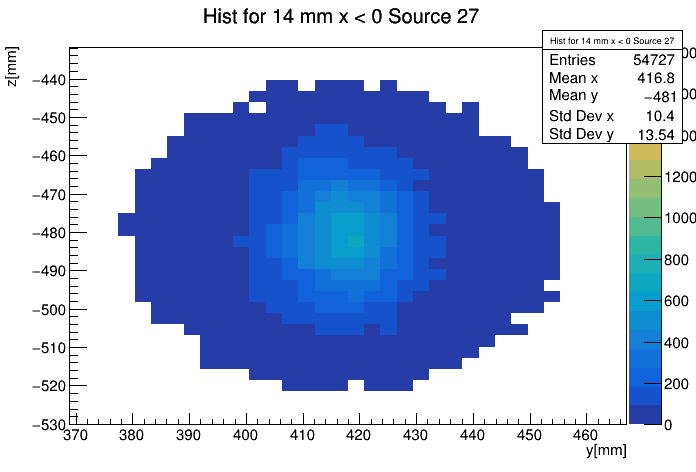 Hist for 14 mm x < 0 Source 27
z[mm]
Hist for 14 mm x < 0 Source 27
Entries 54727
Mean x 416.8
Mean y −481
Std Dev x 10.4
Std Dev y 13.54
−440
−450
−460
−470
−480
−490
−500
−510
−520
−530
1200
1000
800
600
400
200
0
370 380 390 400 410 420 430 440 450 460
y[mm]